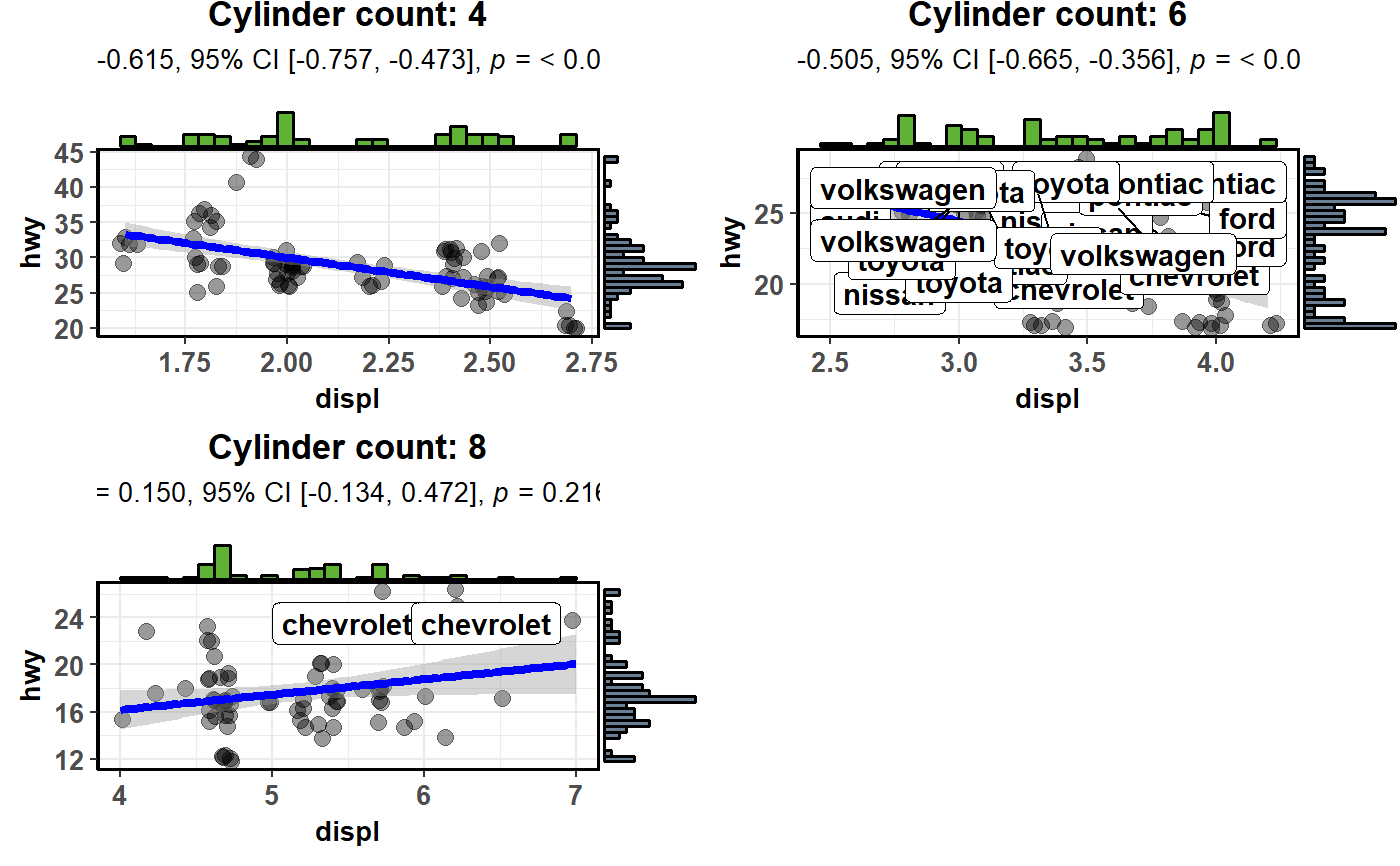 Cylinder count: 4
-0.615, 95% CI [-0.757, -0.473], p = < 0.0
45
40
35
30
25
20
hwy
1.75 2.00 2.25 2.50 2.75
displ
Cylinder count: 6
-0.505, 95% CI [-0.665, -0.356], p = < 0.0
25
20
hwy
volkswagen
oyota
ontiac
ntiac
ford
volkswagen
volkswagen
toyota
toyota
chevrolet
nissan
chevrolet
2.5 3.0 3.5 4.0
displ
Cylinder count: 8
= 0.150, 95% CI [-0.134, 0.472], p = 0.216
24
20
16
12
hwy
chevrolet chevrolet
4 5 6 7
displ